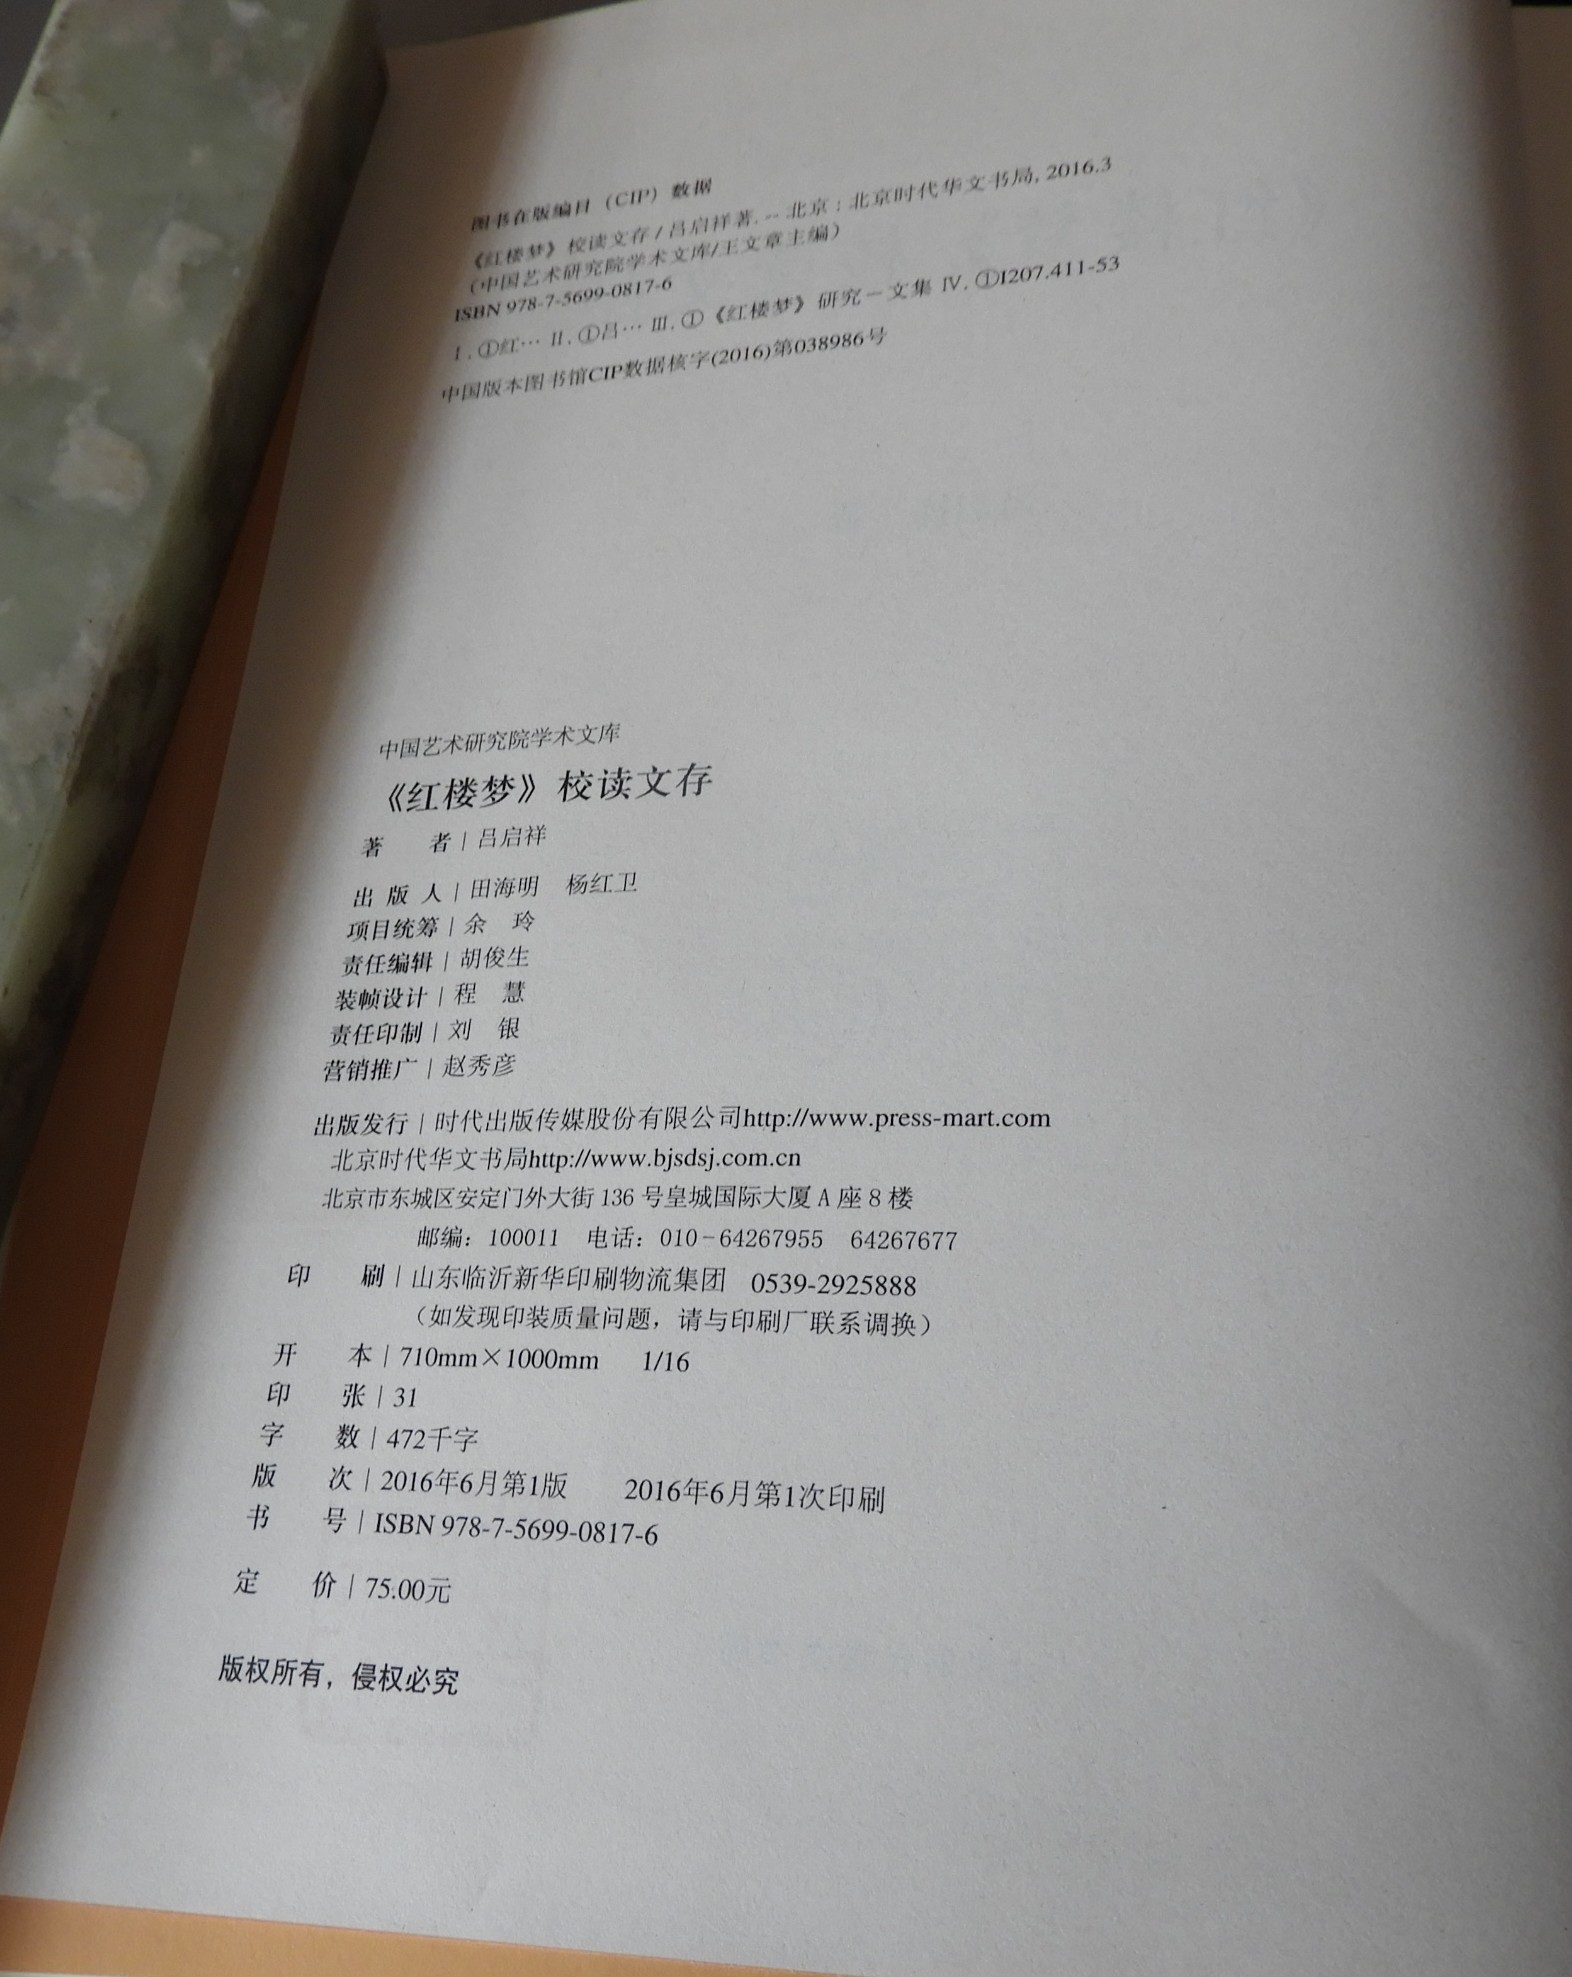 图书在版编目（CIP）数据
《红楼梦》校读文存/吕启祥著.--北京：北京时代华文书局, 2016.3
（中国艺术研究院学术文库/王文章主编）
ISBN 978-7-5699-0817-6
Ⅰ.①红… Ⅱ.①吕… Ⅲ.①《红楼梦》研究－文集 Ⅳ.①I207.411-53
中国版本图书馆CIP数据核字(2016)第038986号
中国艺术研究院学术文库
《红楼梦》校读文存
著 者|吕启祥
出 版 人|田海明 杨红卫
项目统筹|余 玲
责任编辑|胡俊生
装帧设计|程 慧
责任印制|刘 银
营销推广|赵秀彦
出版发行|时代出版传媒股份有限公司http://www.press-mart.com
北京时代华文书局http://www.bjsdsj.com.cn
北京市东城区安定门外大街 136 号皇城国际大厦 A 座 8 楼
邮编：100011 电话：010-64267955 64267677
印 刷|山东临沂新华印刷物流集团 0539-2925888
（如发现印装质量问题，请与印刷厂联系调换）
开 本|710mm×1000mm 1/16
印 张|31
字 数|472千字
版 次|2016年6月第1版 2016年6月第1次印刷
书 号|ISBN 978-7-5699-0817-6
定 价|75.00元
版权所有，侵权必究